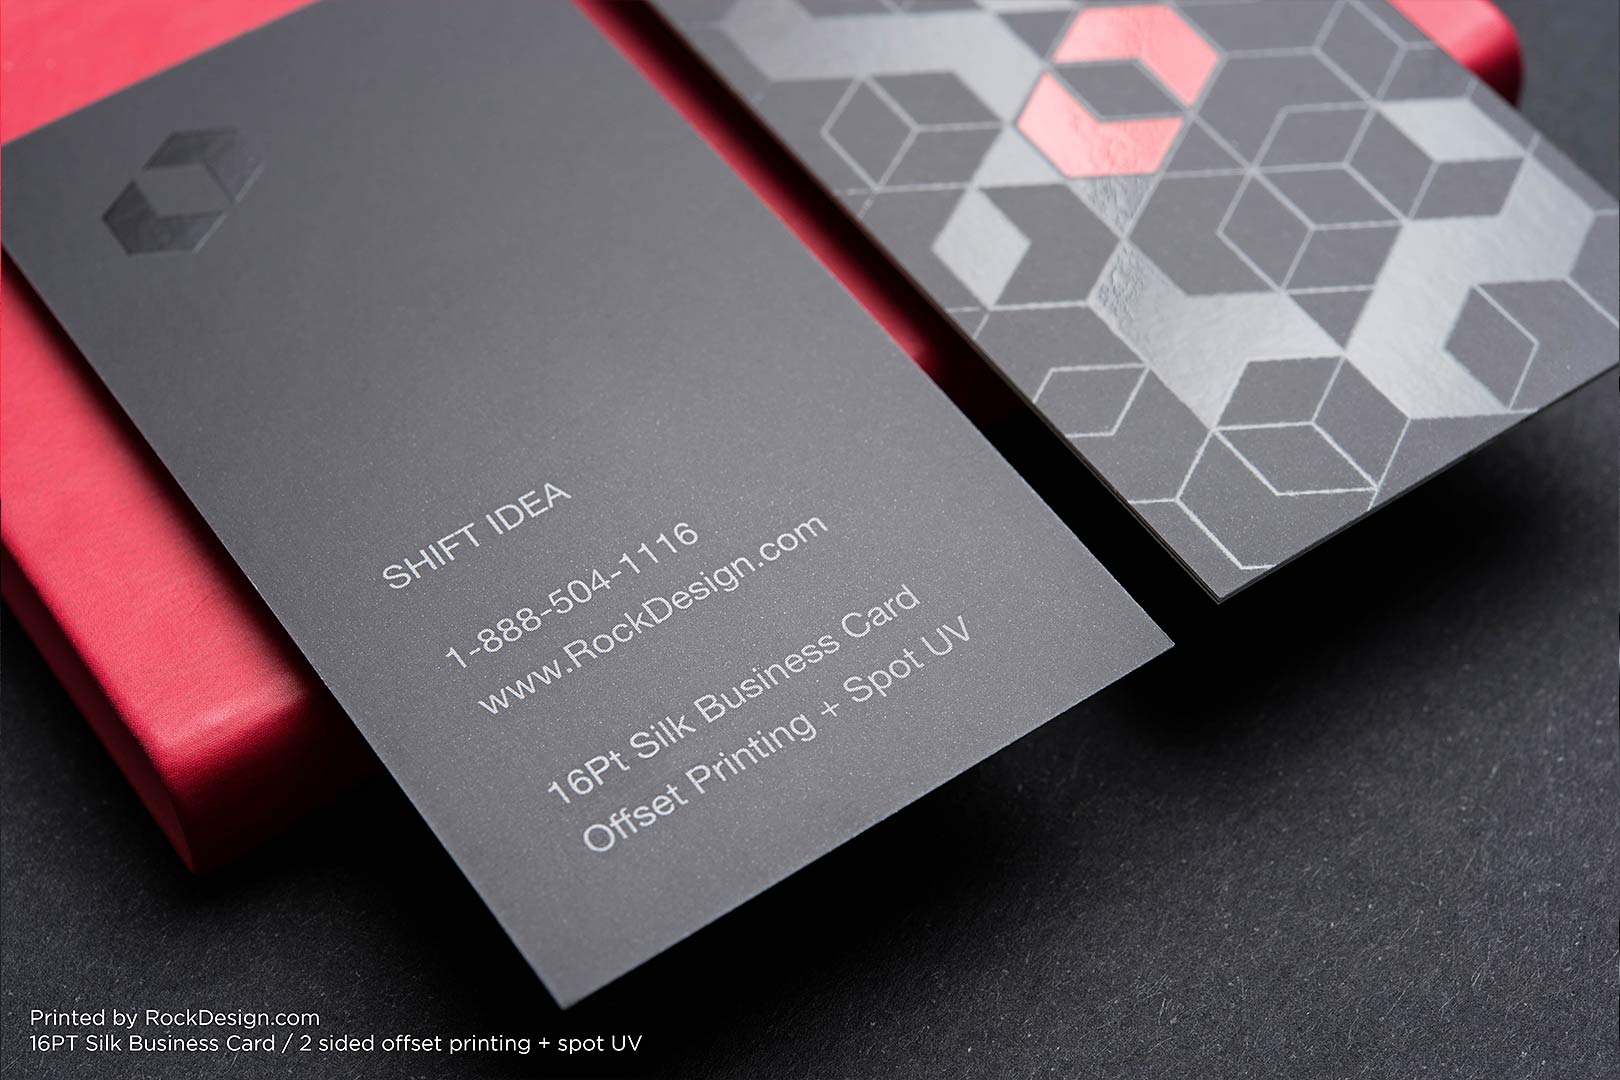 SHIFT IDEA
1-888-504-1116
www.RockDesign.com
16Pt Silk Business Card
Offset Printing + Spot UV
Printed by RockDesign.com
16PT Silk Business Card / 2 sided offset printing + spot UV